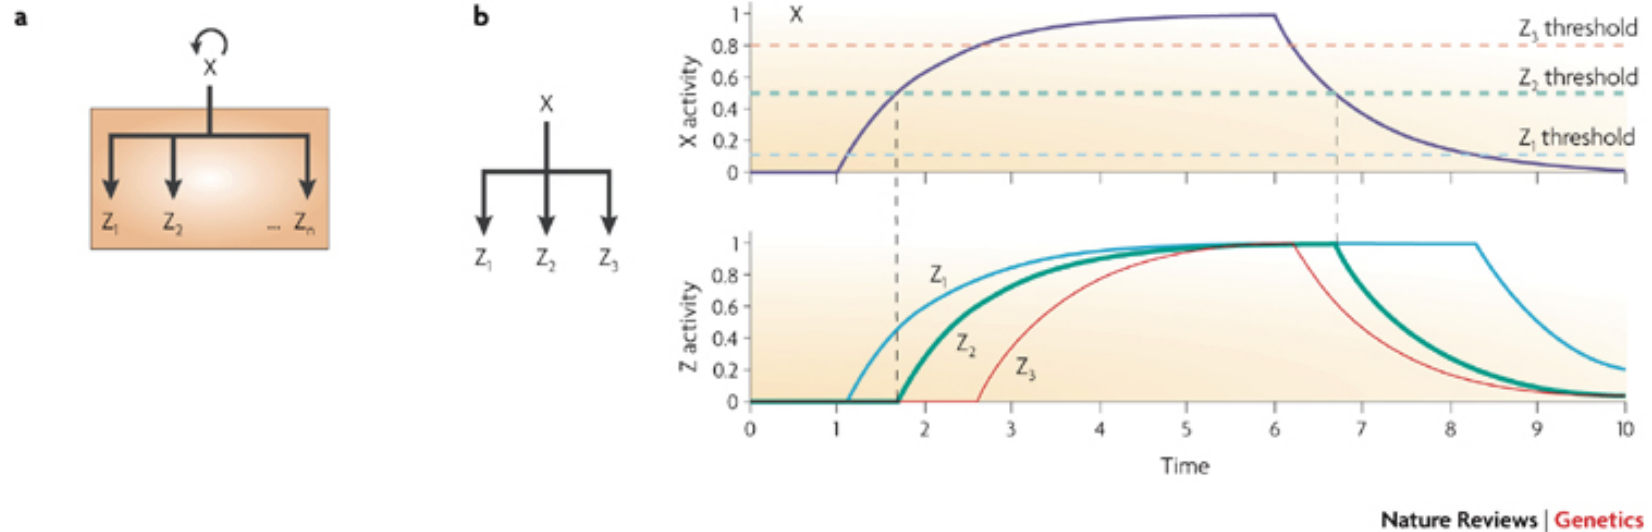 a
X
Z₁ Z₂ ... Zₙ
b
X
Z₁ Z₂ Z₃
X
X activity
1
0.8
0.6
0.4
0.2
0
Z₃ threshold
Z₂ threshold
Z₁ threshold
Z activity
1
0.8
0.6
0.4
0.2
0
Z₁
Z₂
Z₃
0 1 2 3 4 5 6 7 8 9 10
Time
Nature Reviews | Genetics